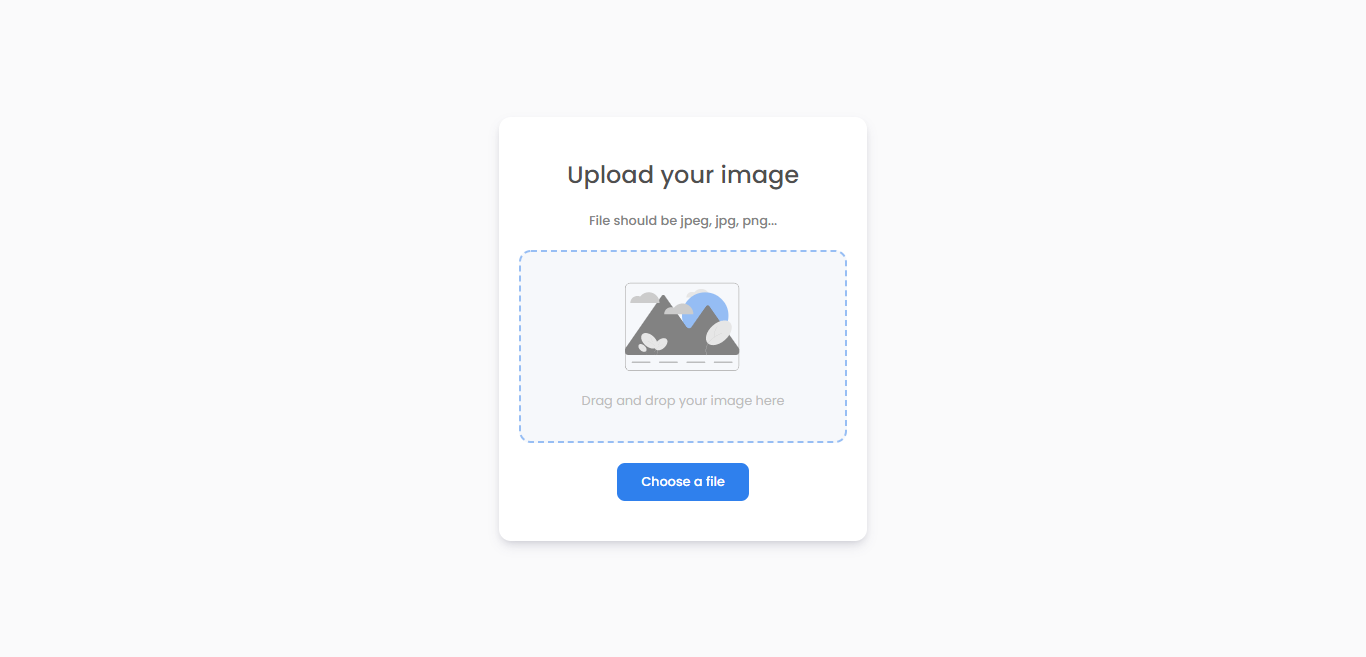 Upload your image
File should be jpeg, jpg, png...
Drag and drop your image here
Choose a file